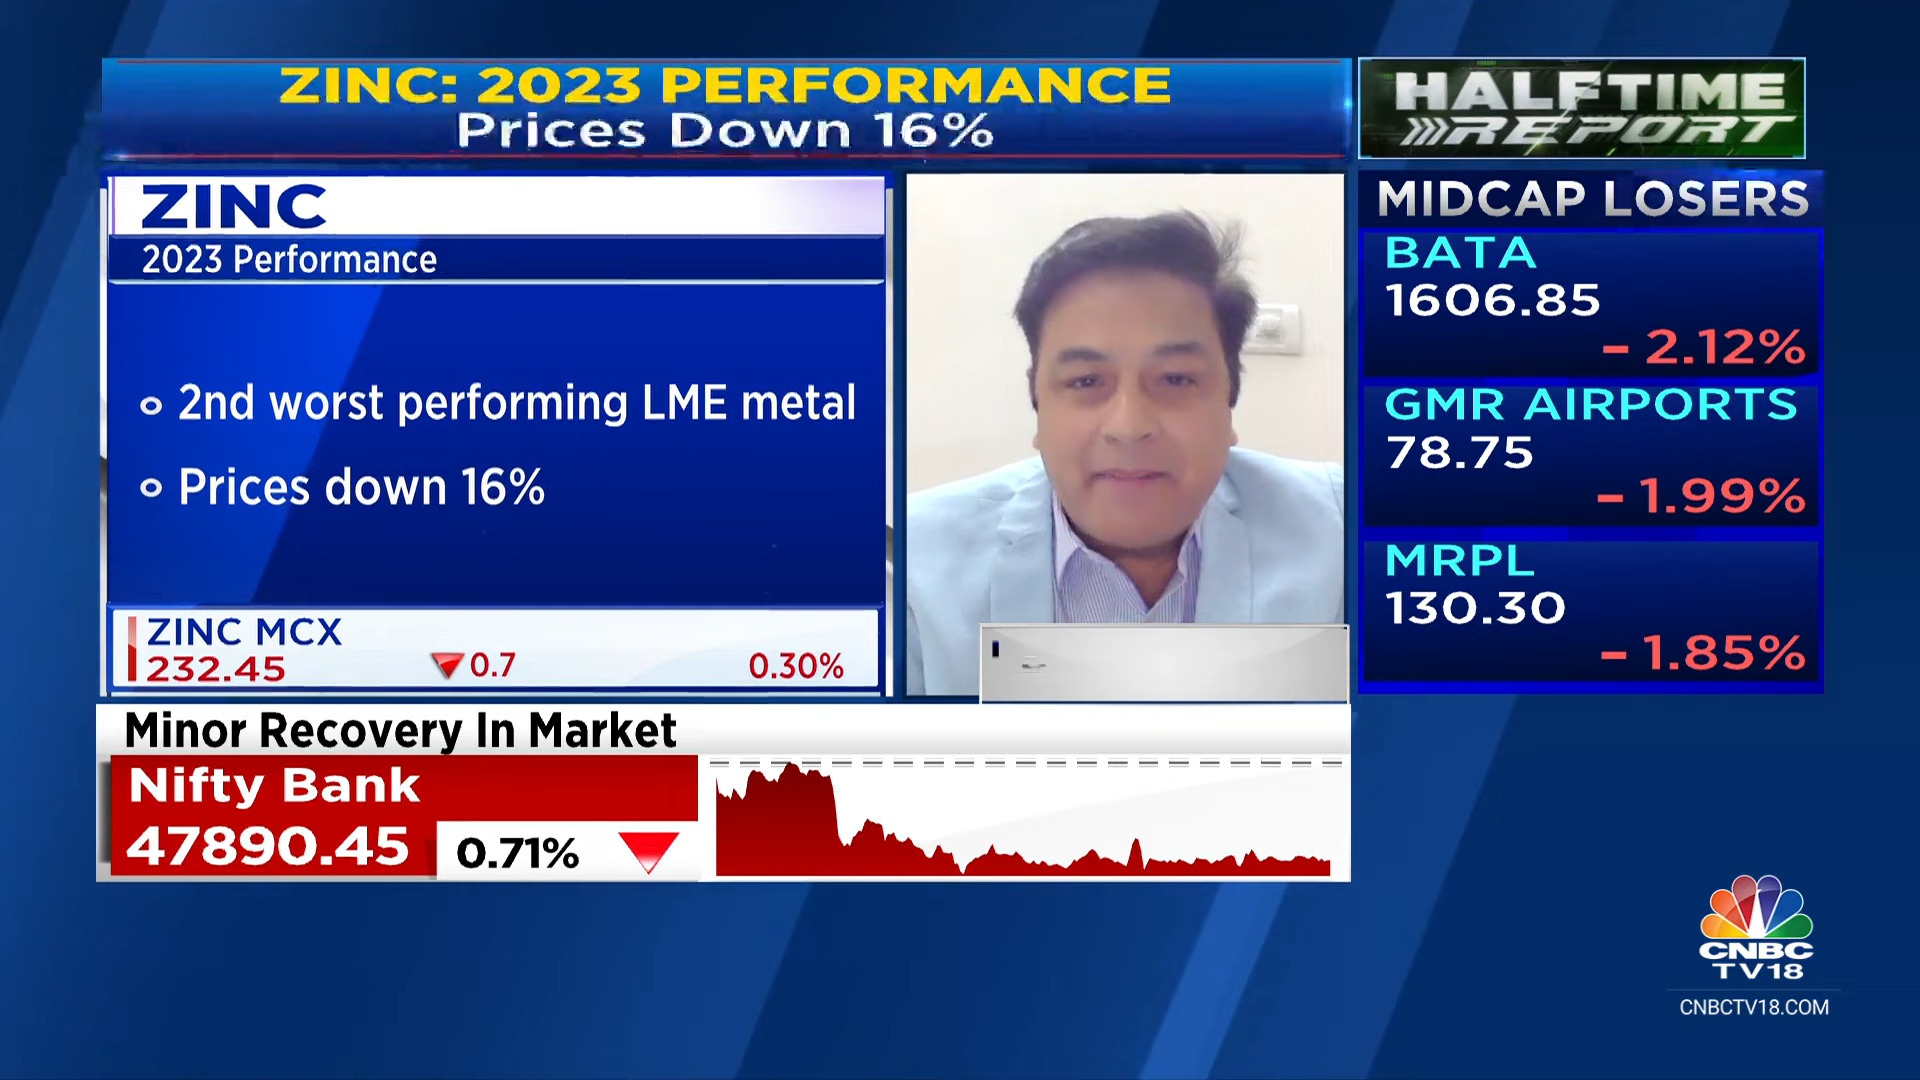 ZINC: 2023 PERFORMANCE
Prices Down 16%
HALFTIME
REPORT
ZINC
2023 Performance
2nd worst performing LME metal
Prices down 16%
ZINC MCX
232.45
0.7
0.30%
MIDCAP LOSERS
BATA
1606.85
- 2.12%
GMR AIRPORTS
78.75
- 1.99%
MRPL
130.30
- 1.85%
Minor Recovery In Market
Nifty Bank
47890.45
0.71%
CNBC
TV18
CNBCTV18.COM